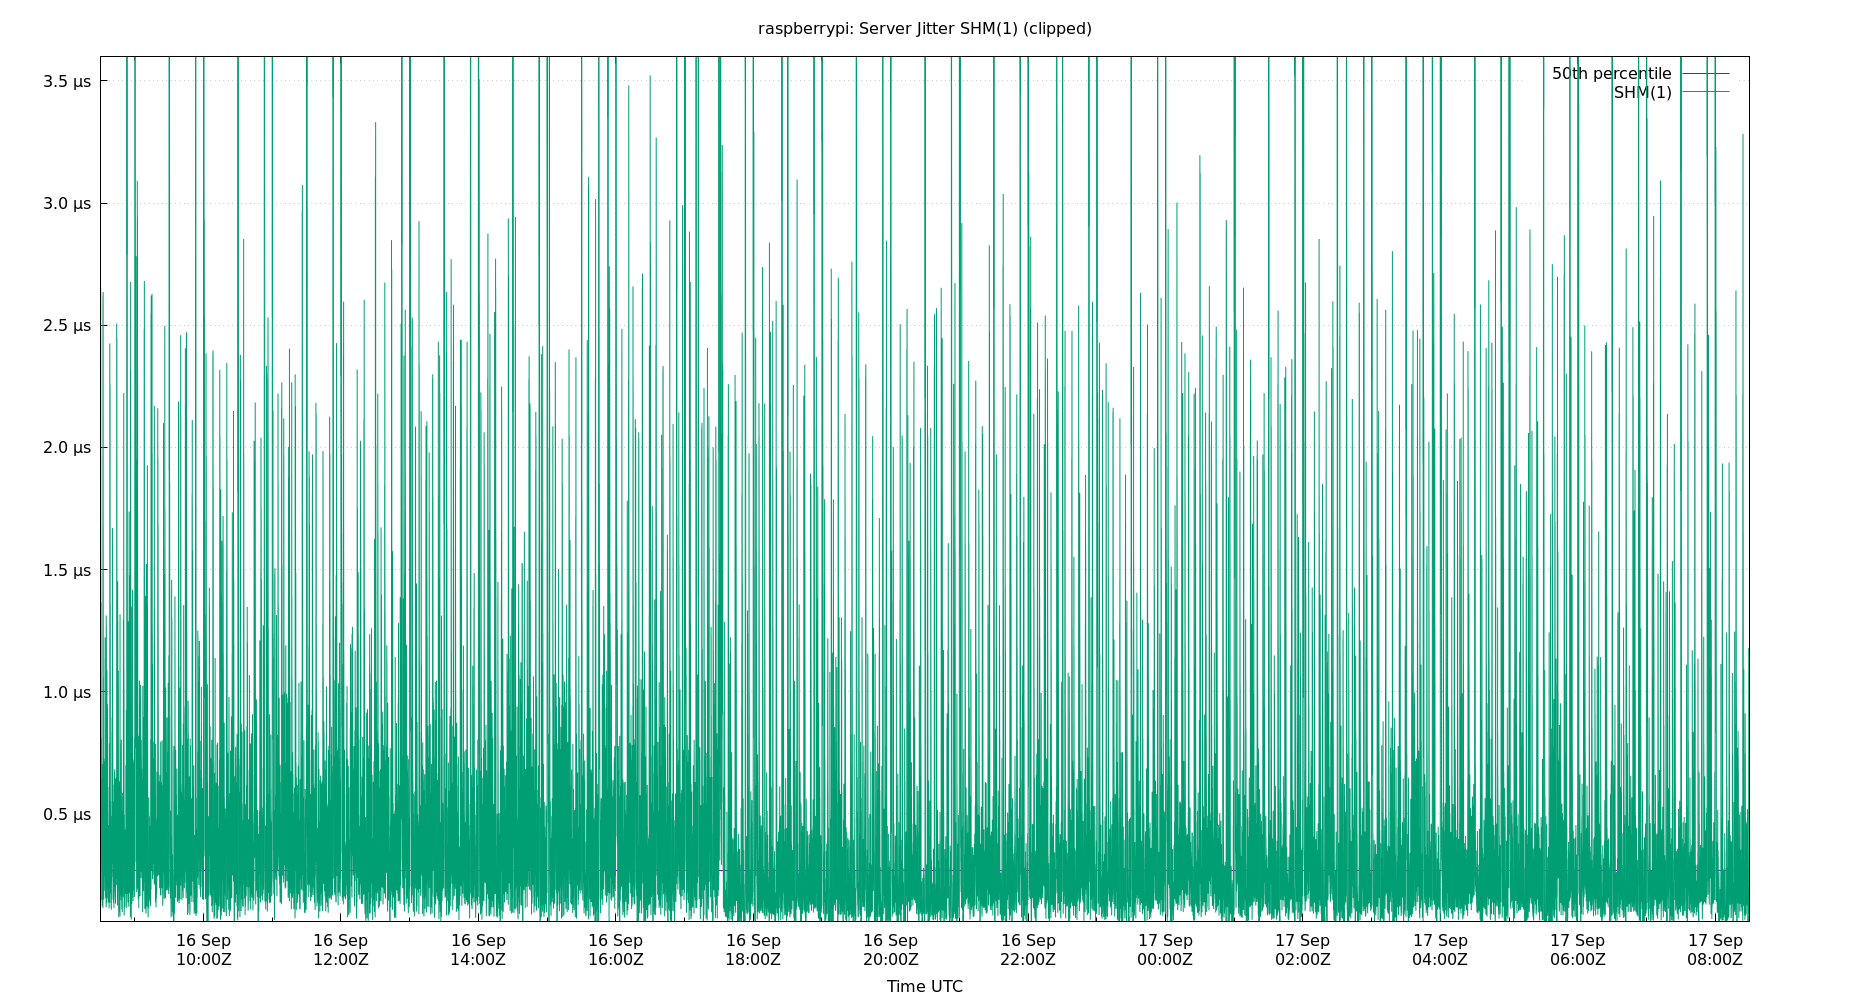 raspberrypi: Server Jitter SHM(1) (clipped)
50th percentile
SHM(1)
3.5 µs
3.0 µs
2.5 µs
2.0 µs
1.5 µs
1.0 µs
0.5 µs
16 Sep 16 Sep 16 Sep 16 Sep 16 Sep 16 Sep 16 Sep 17 Sep 17 Sep 17 Sep 17 Sep 17 Sep
10:00Z 12:00Z 14:00Z 16:00Z 18:00Z 20:00Z 22:00Z 00:00Z 02:00Z 04:00Z 06:00Z 08:00Z
Time UTC